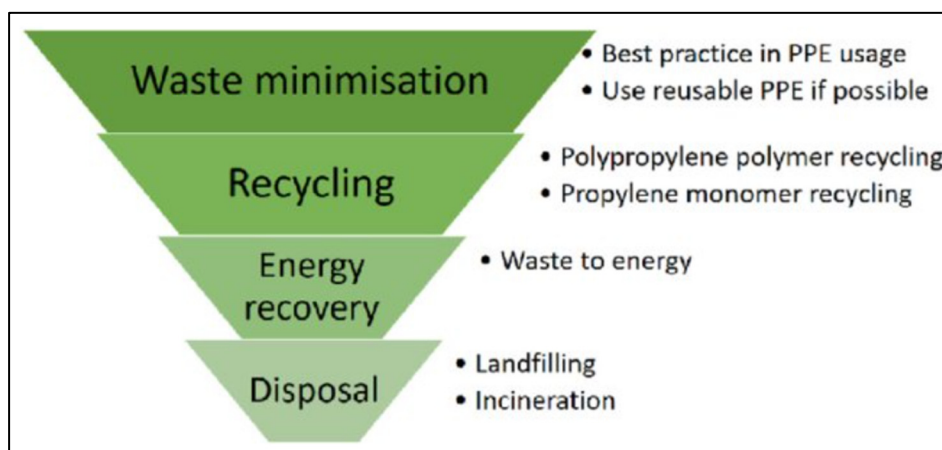 Waste minimisation
• Best practice in PPE usage
• Use reusable PPE if possible
Recycling
• Polypropylene polymer recycling
• Propylene monomer recycling
Energy
recovery
• Waste to energy
Disposal
• Landfilling
• Incineration